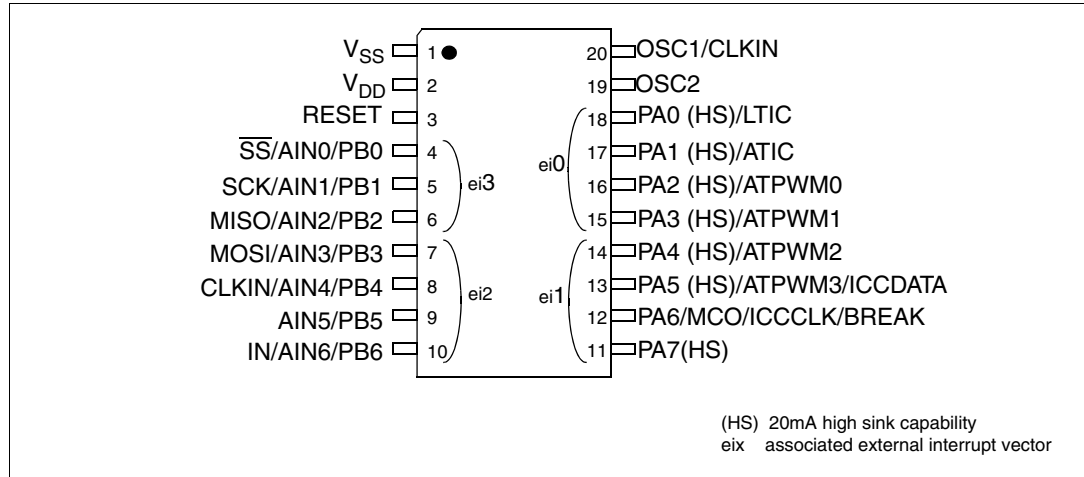 VSS 1 20 OSC1/CLKIN
VDD 2 19 OSC2
RESET 3 18 PA0 (HS)/LTIC
S̅S̅/AIN0/PB0 4 17 PA1 (HS)/ATIC
SCK/AIN1/PB1 5 ei3 ei0 16 PA2 (HS)/ATPWM0
MISO/AIN2/PB2 6 15 PA3 (HS)/ATPWM1
MOSI/AIN3/PB3 7 14 PA4 (HS)/ATPWM2
CLKIN/AIN4/PB4 8 ei2 ei1 13 PA5 (HS)/ATPWM3/ICCDATA
AIN5/PB5 9 12 PA6/MCO/ICCCLK/BREAK
IN/AIN6/PB6 10 11 PA7(HS)
(HS) 20mA high sink capability
eix associated external interrupt vector